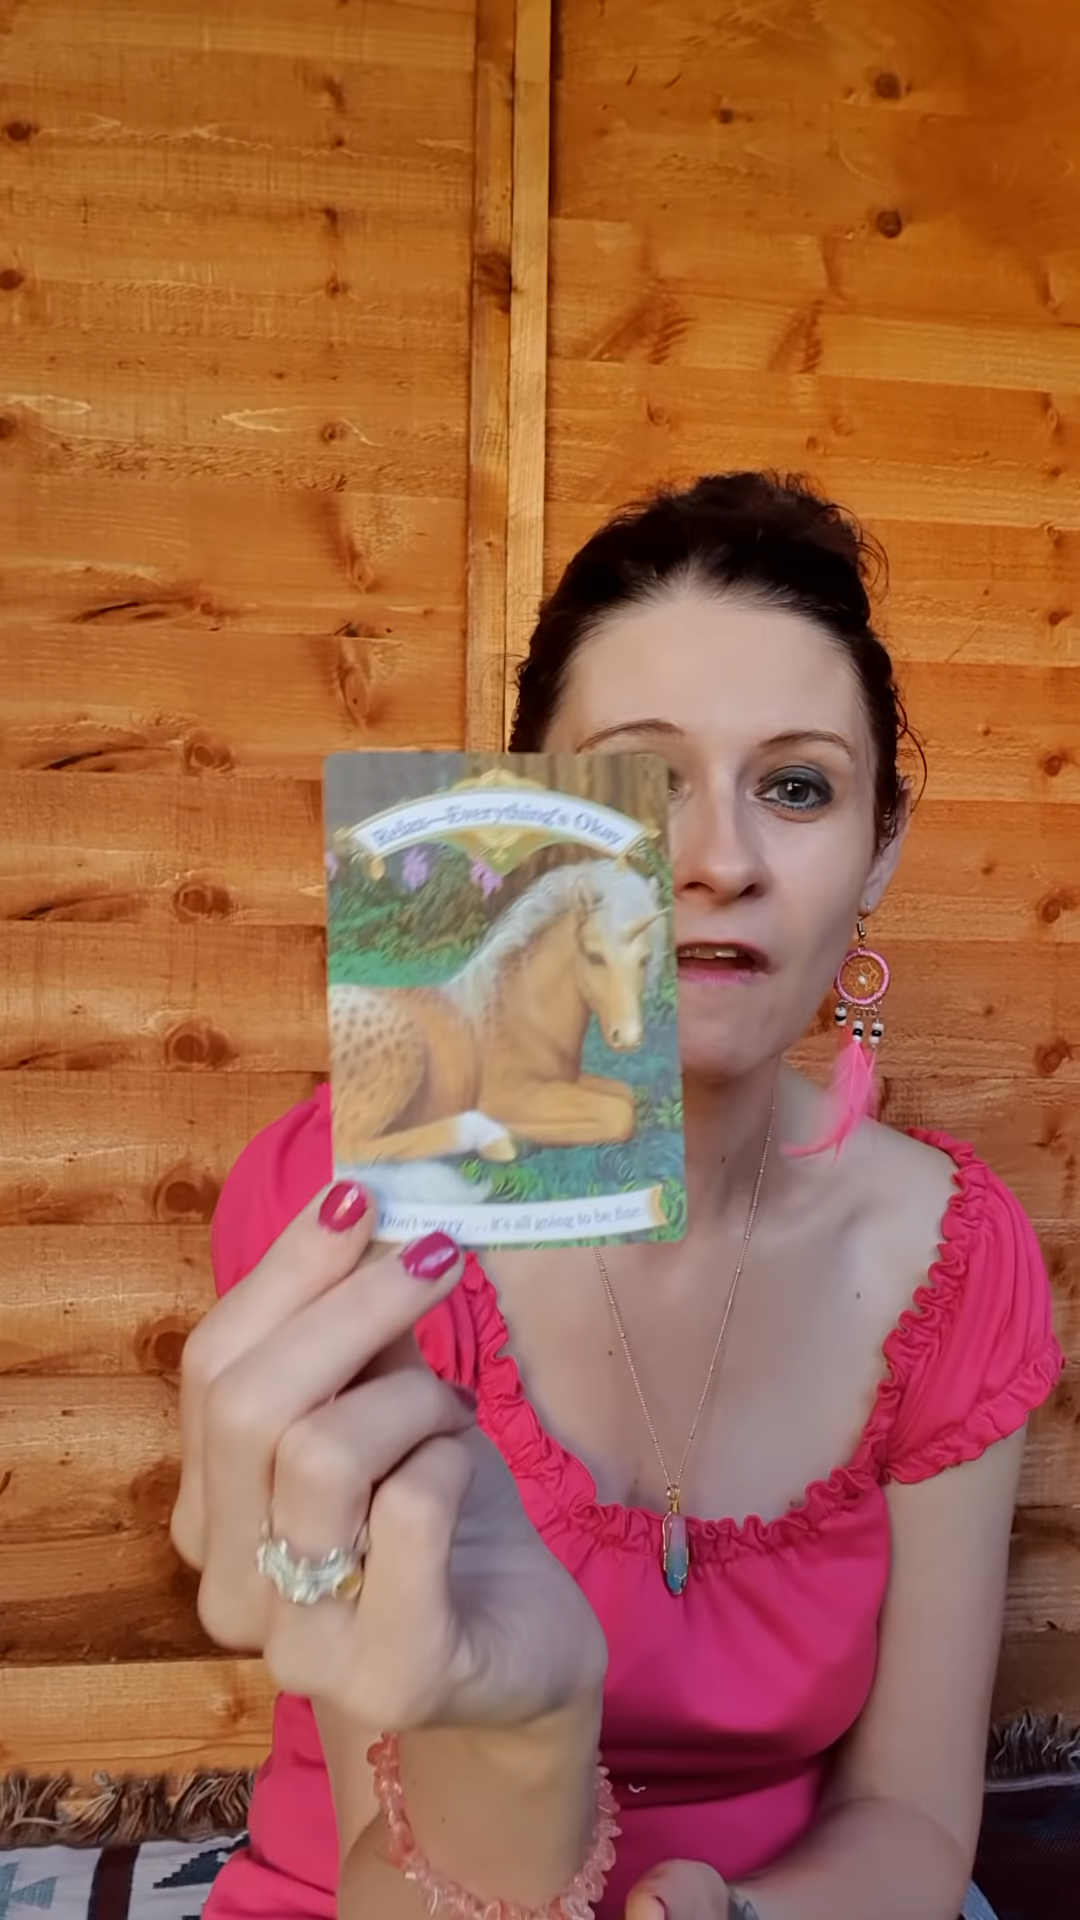 Relax—Everything's Okay
Don't worry . . . it's all going to be fine.